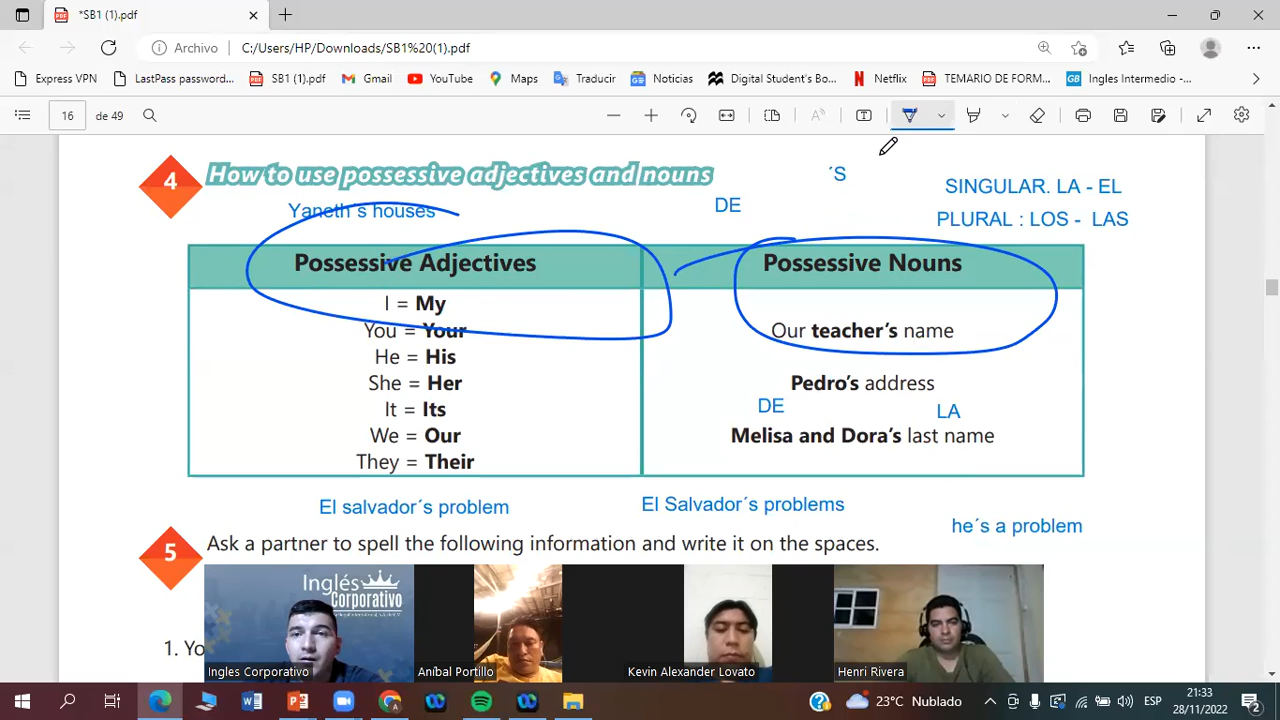 *SB1 (1).pdf
Archivo C:/Users/HP/Downloads/SB1%20(1).pdf
Express VPN LastPass password... SB1 (1).pdf Gmail YouTube Maps Traducir Noticias Digital Student's Bo... Netflix TEMARIO DE FORM... Ingles Intermedio -...
16 de 49
4 How to use possessive adjectives and nouns
´S
SINGULAR. LA - EL
Yaneth´s houses
DE
PLURAL : LOS - LAS
Possessive Adjectives
Possessive Nouns
I = My
You = Your
He = His
She = Her
It = Its
We = Our
They = Their
Our teacher's name
Pedro's address
DE
LA
Melisa and Dora's last name
El salvador´s problem
El Salvador´s problems
he´s a problem
5 Ask a partner to spell the following information and write it on the spaces.
Inglés
Corporativo
1. Yo
Ingles Corporativo
Aníbal Portillo
Kevin Alexander Lovato
Henri Rivera
23°C Nublado
ESP
21:33
28/11/2022
2